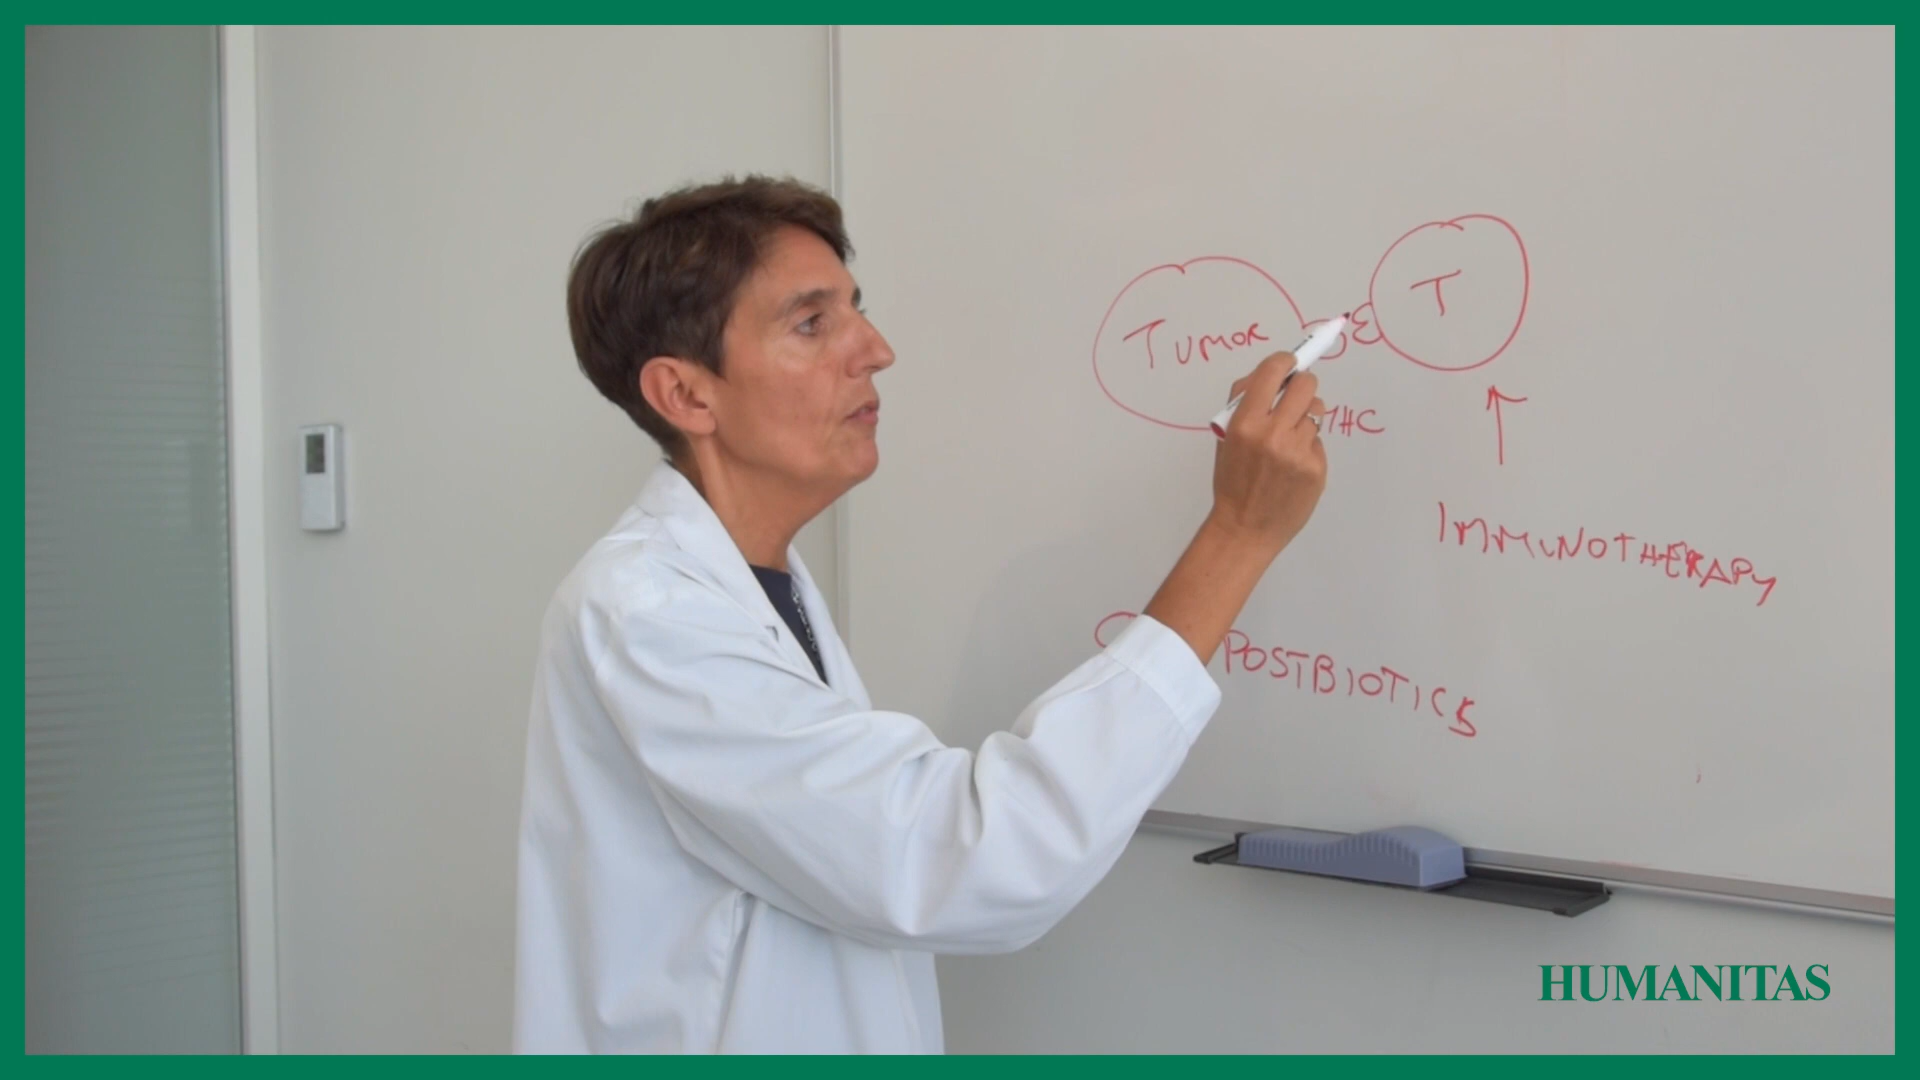 T
TUMOR
MHC
IMMUNOTHERAPY
POSTBIOTICS
HUMANITAS